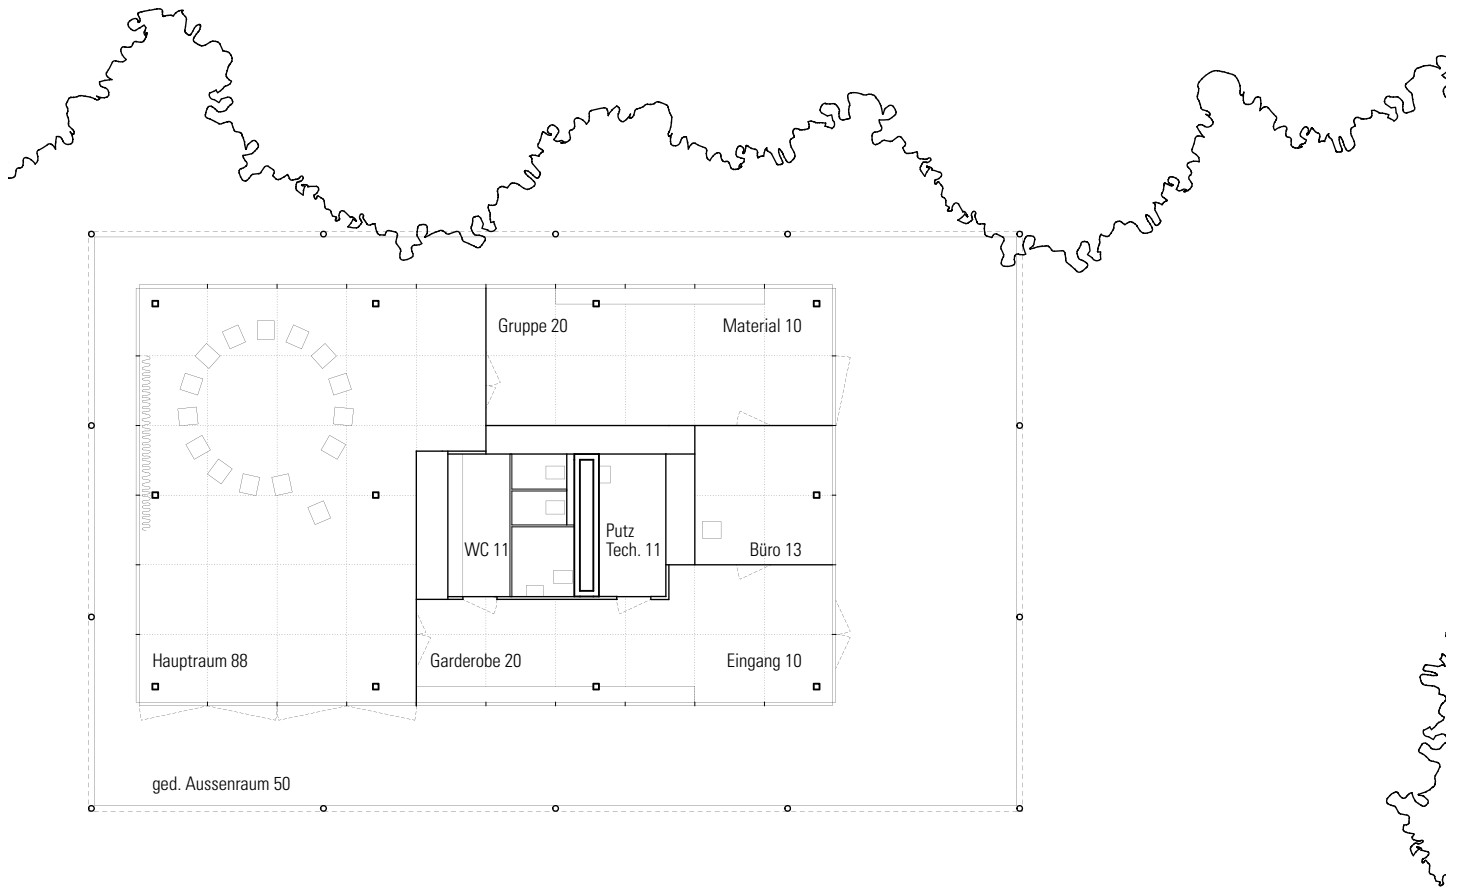 Gruppe 20
Material 10
WC 11
Putz
Tech. 11
Büro 13
Hauptraum 88
Garderobe 20
Eingang 10
ged. Aussenraum 50